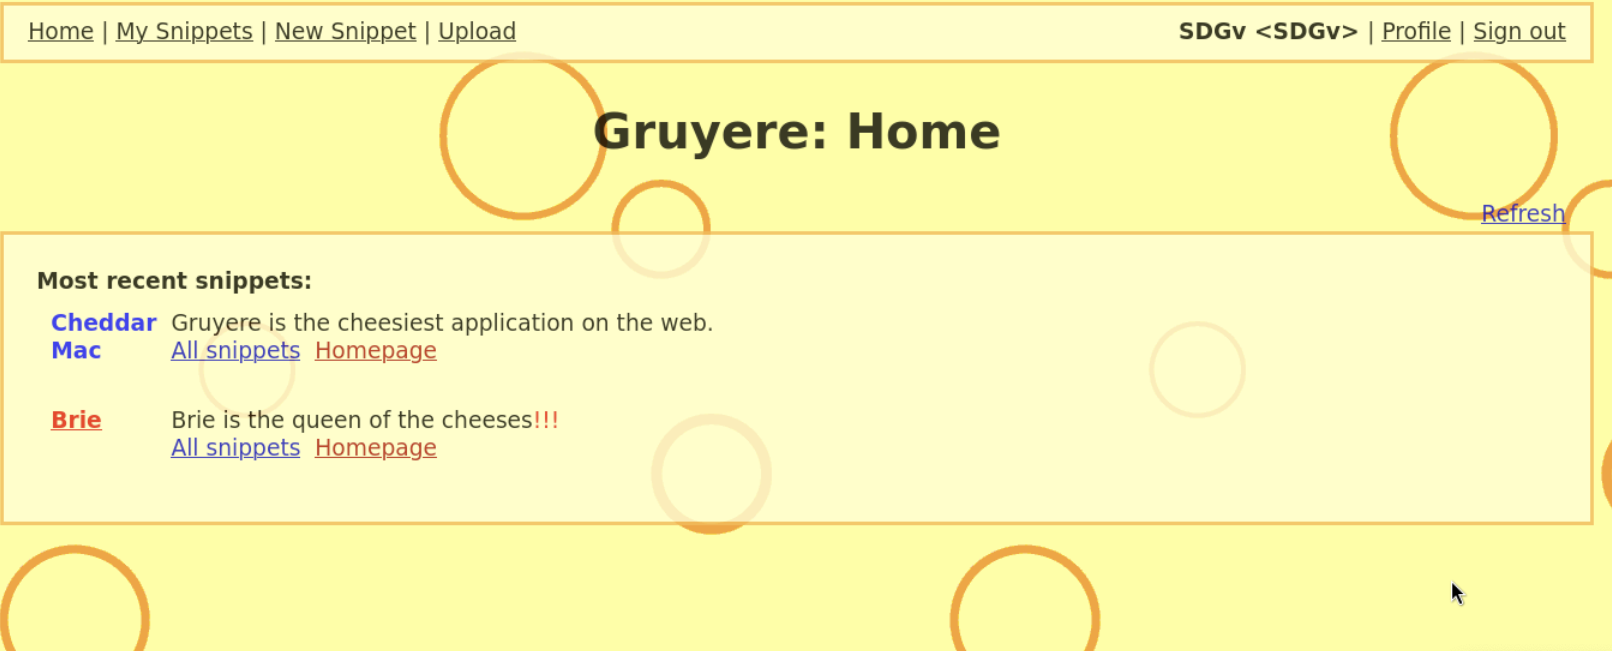 Home | My Snippets | New Snippet | Upload
SDGv <SDGv> | Profile | Sign out
Gruyere: Home
Refresh
Most recent snippets:
Cheddar Gruyere is the cheesiest application on the web.
Mac All snippets Homepage
Brie Brie is the queen of the cheeses!!!
All snippets Homepage